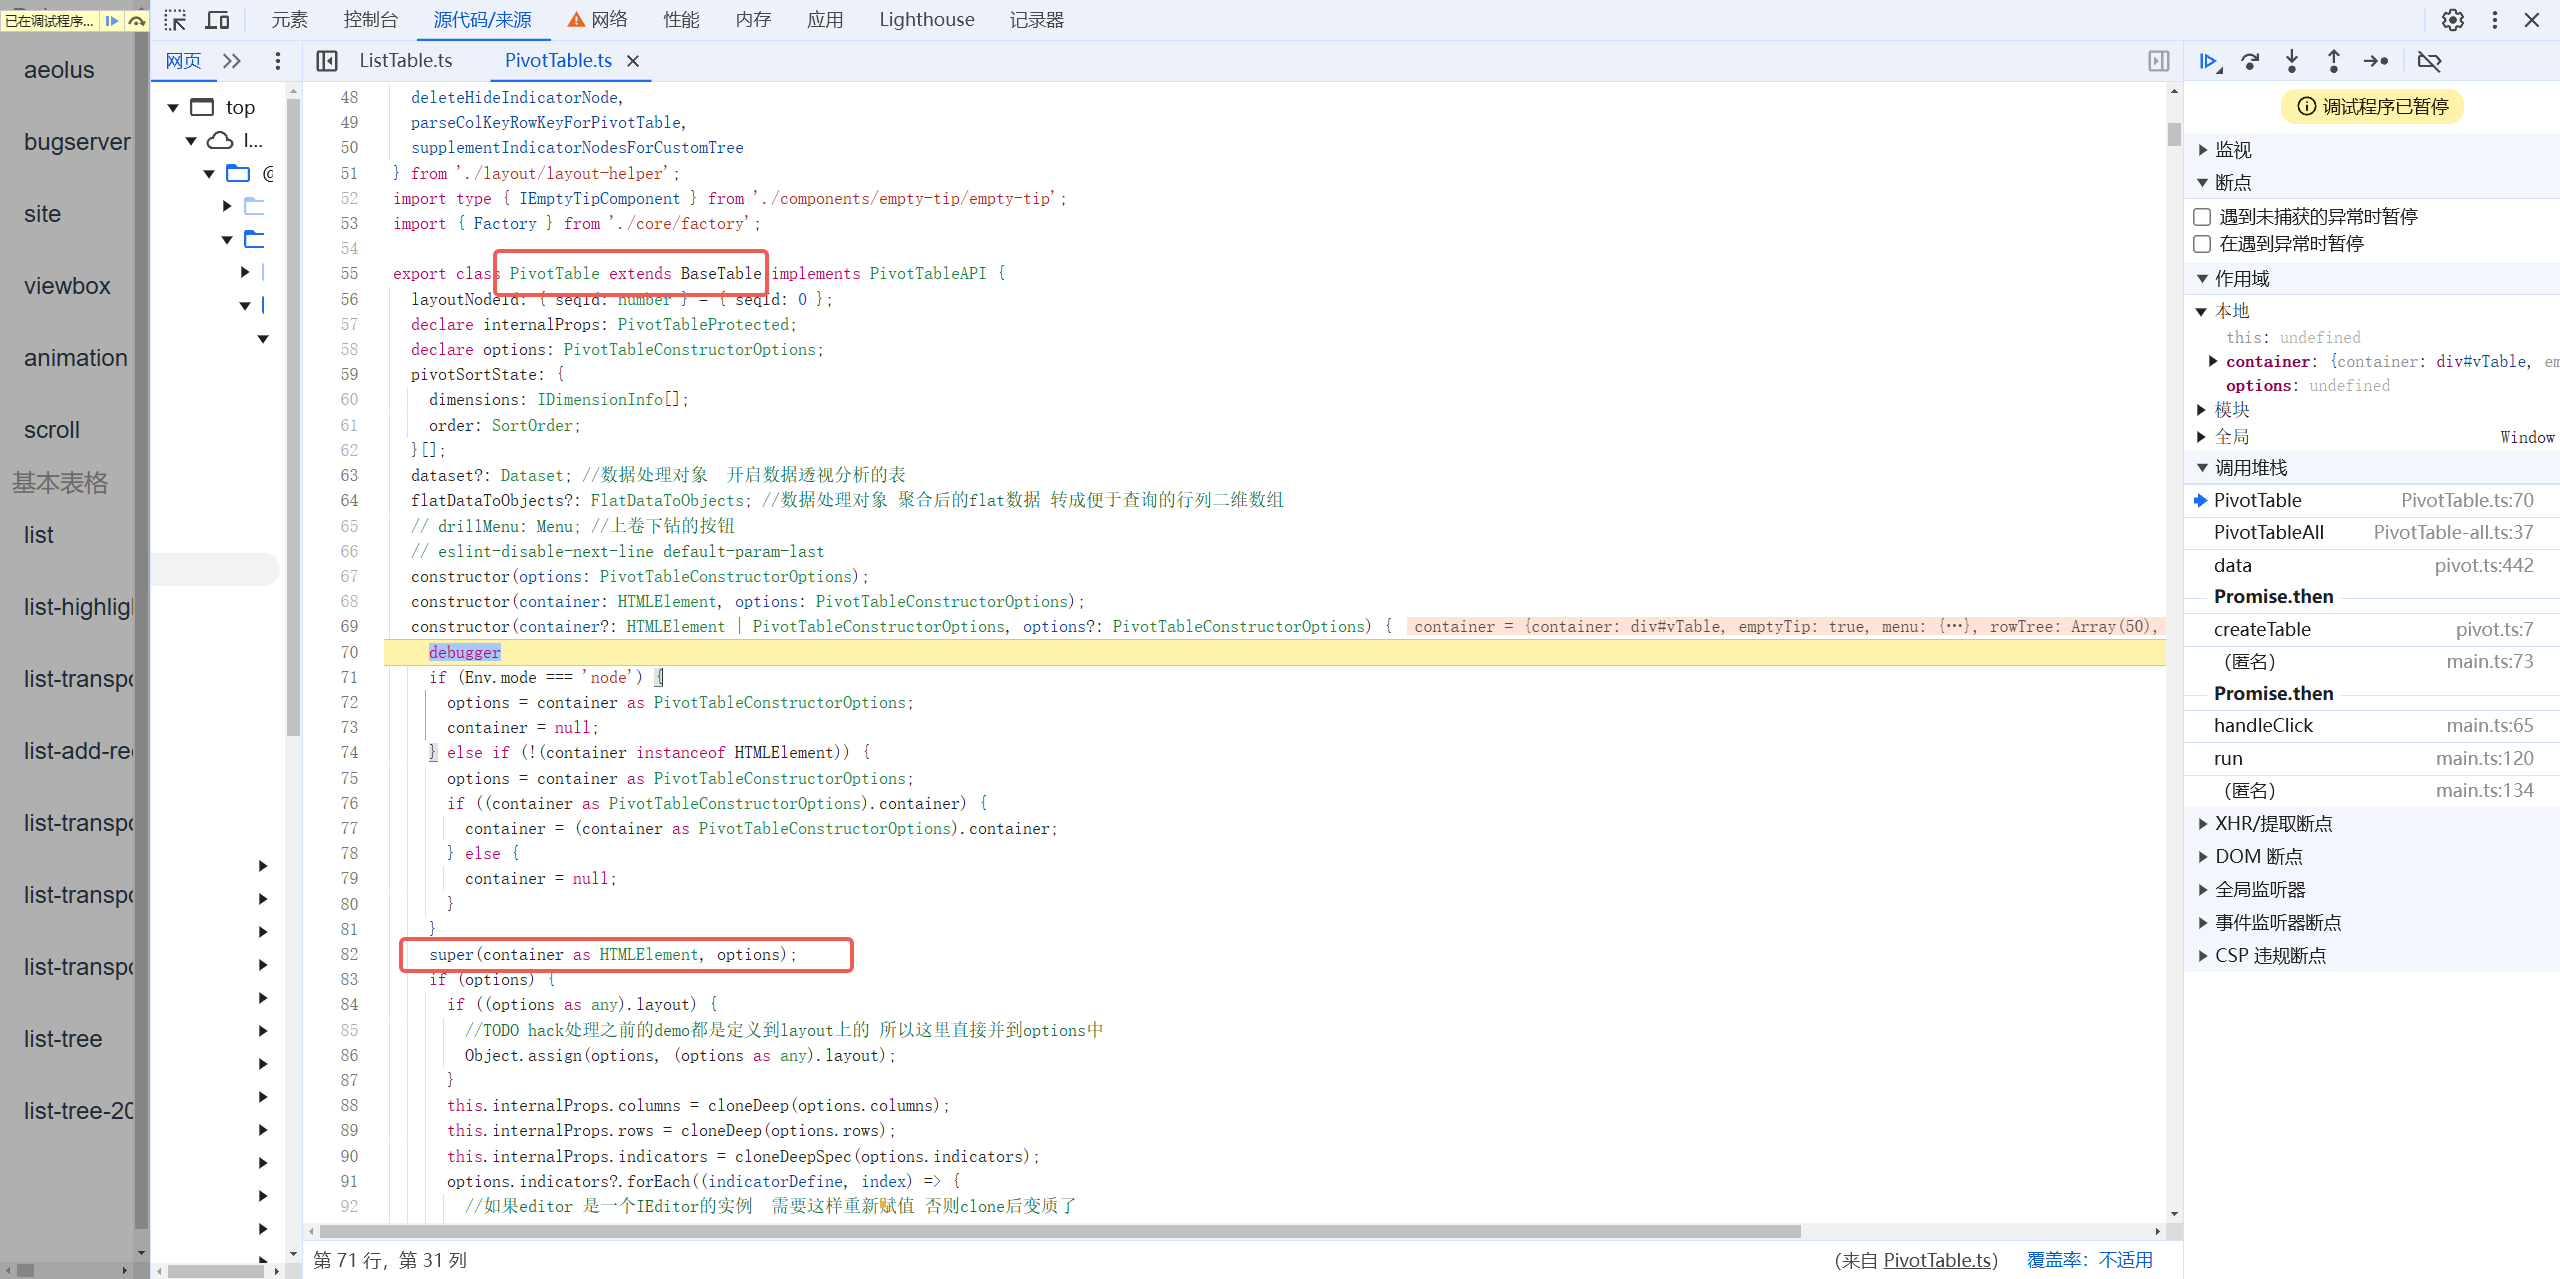 已在调试程序...
元素
控制台
源代码/来源
网络
性能
内存
应用
Lighthouse
记录器
aeolus
bugserver
site
viewbox
animation
scroll
基本表格
list
list-highlig
list-transpo
list-add-re
list-transpo
list-transpo
list-transpo
list-tree
list-tree-20
网页
top
l...
ListTable.ts
PivotTable.ts
48 deleteHideIndicatorNode,
49 parseColKeyRowKeyForPivotTable,
50 supplementIndicatorNodesForCustomTree
51 } from './layout/layout-helper';
52 import type { IEmptyTipComponent } from './components/empty-tip/empty-tip';
53 import { Factory } from './core/factory';
54
55 export class PivotTable extends BaseTable implements PivotTableAPI {
56 layoutNodeId: { seqId: number } = { seqId: 0 };
57 declare internalProps: PivotTableProtected;
58 declare options: PivotTableConstructorOptions;
59 pivotSortState: {
60 dimensions: IDimensionInfo[];
61 order: SortOrder;
62 }[];
63 dataset?: Dataset; //数据处理对象  开启数据透视分析的表
64 flatDataToObjects?: FlatDataToObjects; //数据处理对象 聚合后的flat数据 转成便于查询的行列二维数组
65 // drillMenu: Menu; //上卷下钻的按钮
66 // eslint-disable-next-line default-param-last
67 constructor(options: PivotTableConstructorOptions);
68 constructor(container: HTMLElement, options: PivotTableConstructorOptions);
69 constructor(container?: HTMLElement | PivotTableConstructorOptions, options?: PivotTableConstructorOptions) { container = {container: div#vTable, emptyTip: true, menu: {…}, rowTree: Array(50),
70 debugger
71 if (Env.mode === 'node') {
72 options = container as PivotTableConstructorOptions;
73 container = null;
74 } else if (!(container instanceof HTMLElement)) {
75 options = container as PivotTableConstructorOptions;
76 if ((container as PivotTableConstructorOptions).container) {
77 container = (container as PivotTableConstructorOptions).container;
78 } else {
79 container = null;
80 }
81 }
82 super(container as HTMLElement, options);
83 if (options) {
84 if ((options as any).layout) {
85 //TODO hack处理之前的demo都是定义到layout上的 所以这里直接并到options中
86 Object.assign(options, (options as any).layout);
87 }
88 this.internalProps.columns = cloneDeep(options.columns);
89 this.internalProps.rows = cloneDeep(options.rows);
90 this.internalProps.indicators = cloneDeepSpec(options.indicators);
91 options.indicators?.forEach((indicatorDefine, index) => {
92 //如果editor 是一个IEditor的实例  需要这样重新赋值 否则clone后变质了
第 71 行，第 31 列
(来自 PivotTable.ts)
覆盖率：不适用
调试程序已暂停
监视
断点
遇到未捕获的异常时暂停
在遇到异常时暂停
作用域
本地
this: undefined
container: {container: div#vTable, em
options: undefined
模块
全局 Window
调用堆栈
PivotTable PivotTable.ts:70
PivotTableAll PivotTable-all.ts:37
data pivot.ts:442
Promise.then
createTable pivot.ts:7
（匿名） main.ts:73
Promise.then
handleClick main.ts:65
run main.ts:120
（匿名） main.ts:134
XHR/提取断点
DOM 断点
全局监听器
事件监听器断点
CSP 违规断点